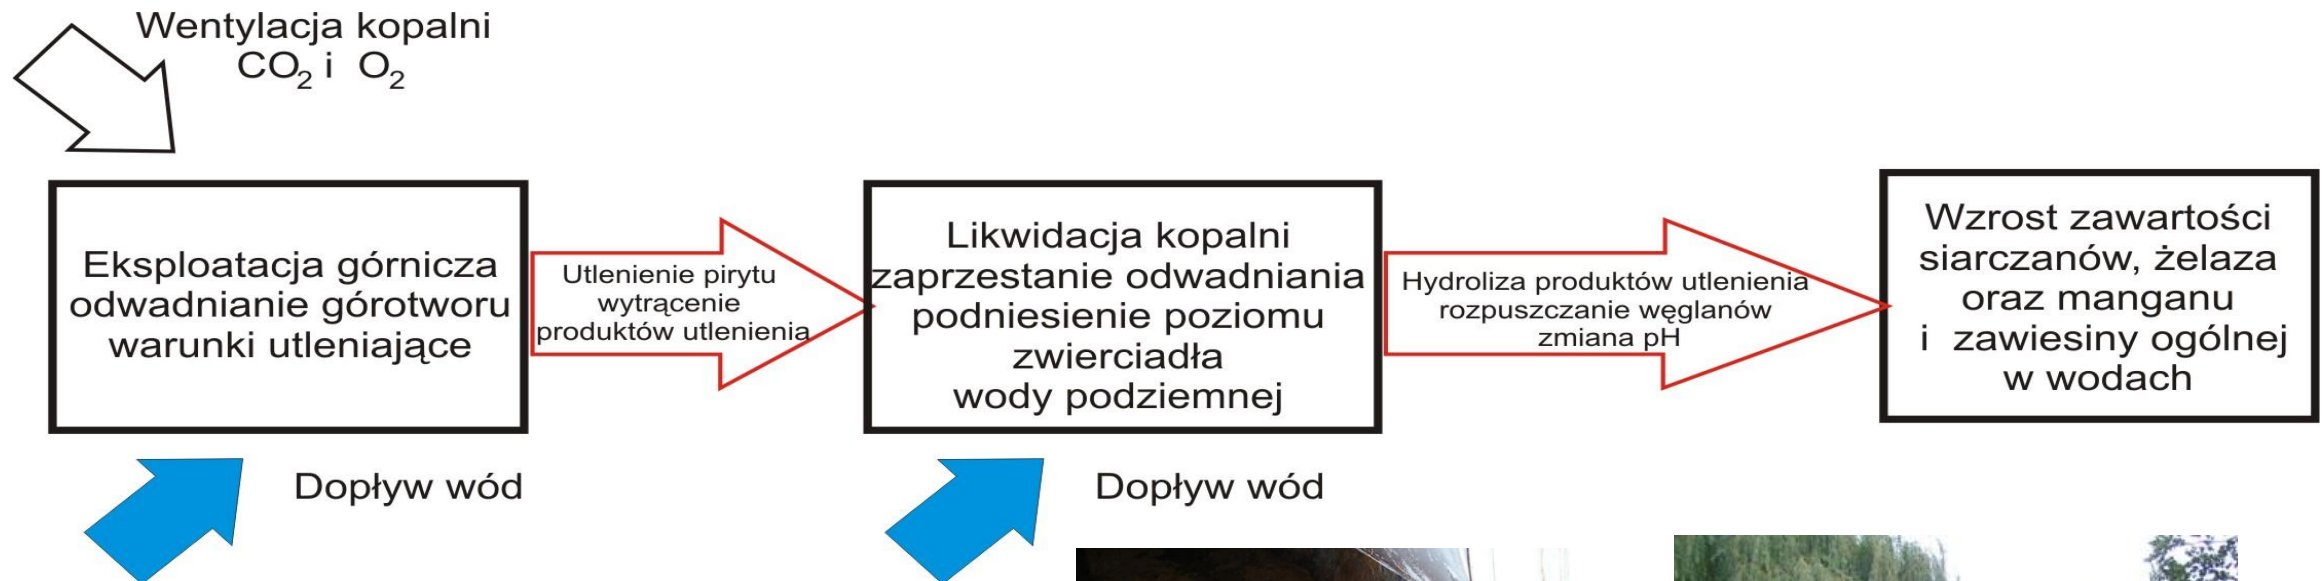 Wentylacja kopalni
CO₂ i O₂
Eksploatacja górnicza
odwadnianie górotworu
warunki utleniające
Utlenienie pirytu
wytrącenie
produktów utlenienia
Likwidacja kopalni
zaprzestanie odwadniania
podniesienie poziomu
zwierciadła
wody podziemnej
Hydroliza produktów utlenienia
rozpuszczanie węglanów
zmiana pH
Wzrost zawartości
siarczanów, żelaza
oraz manganu
i zawiesiny ogólnej
w wodach
Dopływ wód
Dopływ wód